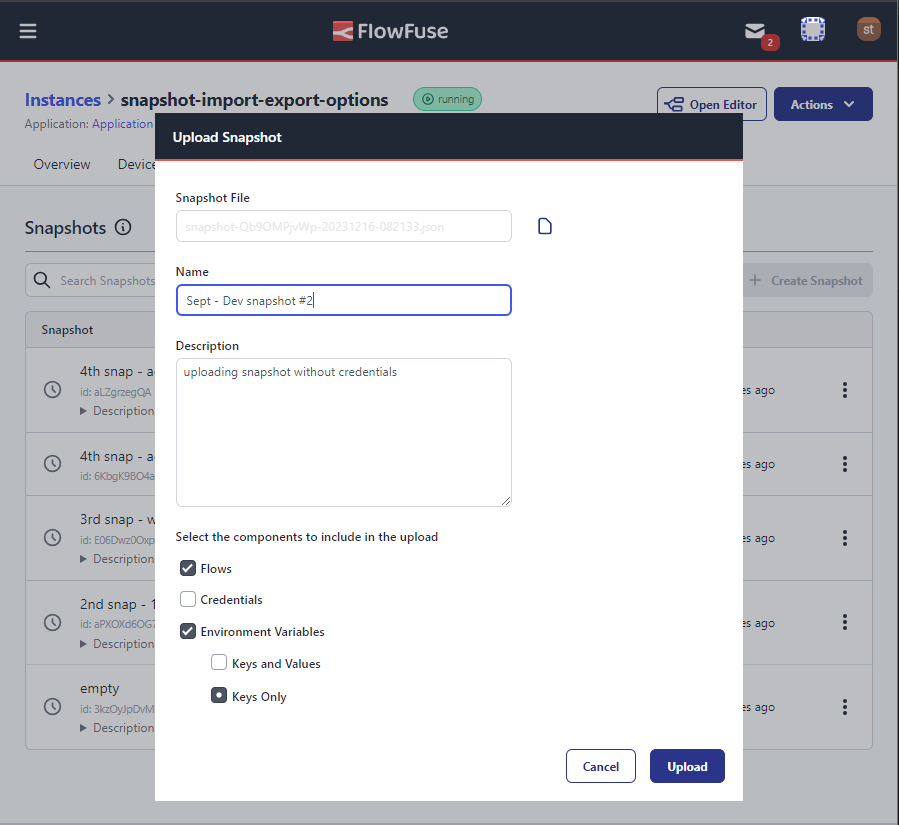 FlowFuse
2
st
Instances > snapshot-import-export-options
running
Application: Application
Open Editor
Actions
Overview
Upload Snapshot
Snapshots
Search Snapshots
Create Snapshot
Snapshot
4th snap -
id: aLZgrzegQA
Description
es ago
4th snap -
id: 6KbgK9BO4a
es ago
3rd snap -
id: E06Dwz0Oxp
Description
es ago
2nd snap - 1
id: aPXOXd6OG7
Description
es ago
empty
id: 3kzOyJpDvM
Description
es ago
Snapshot File
snapshot-Qb9OMPjvWp-20231216-082133.json
Name
Sept - Dev snapshot #2
Description
uploading snapshot without credentials
Select the components to include in the upload
Flows
Credentials
Environment Variables
Keys and Values
Keys Only
Cancel
Upload